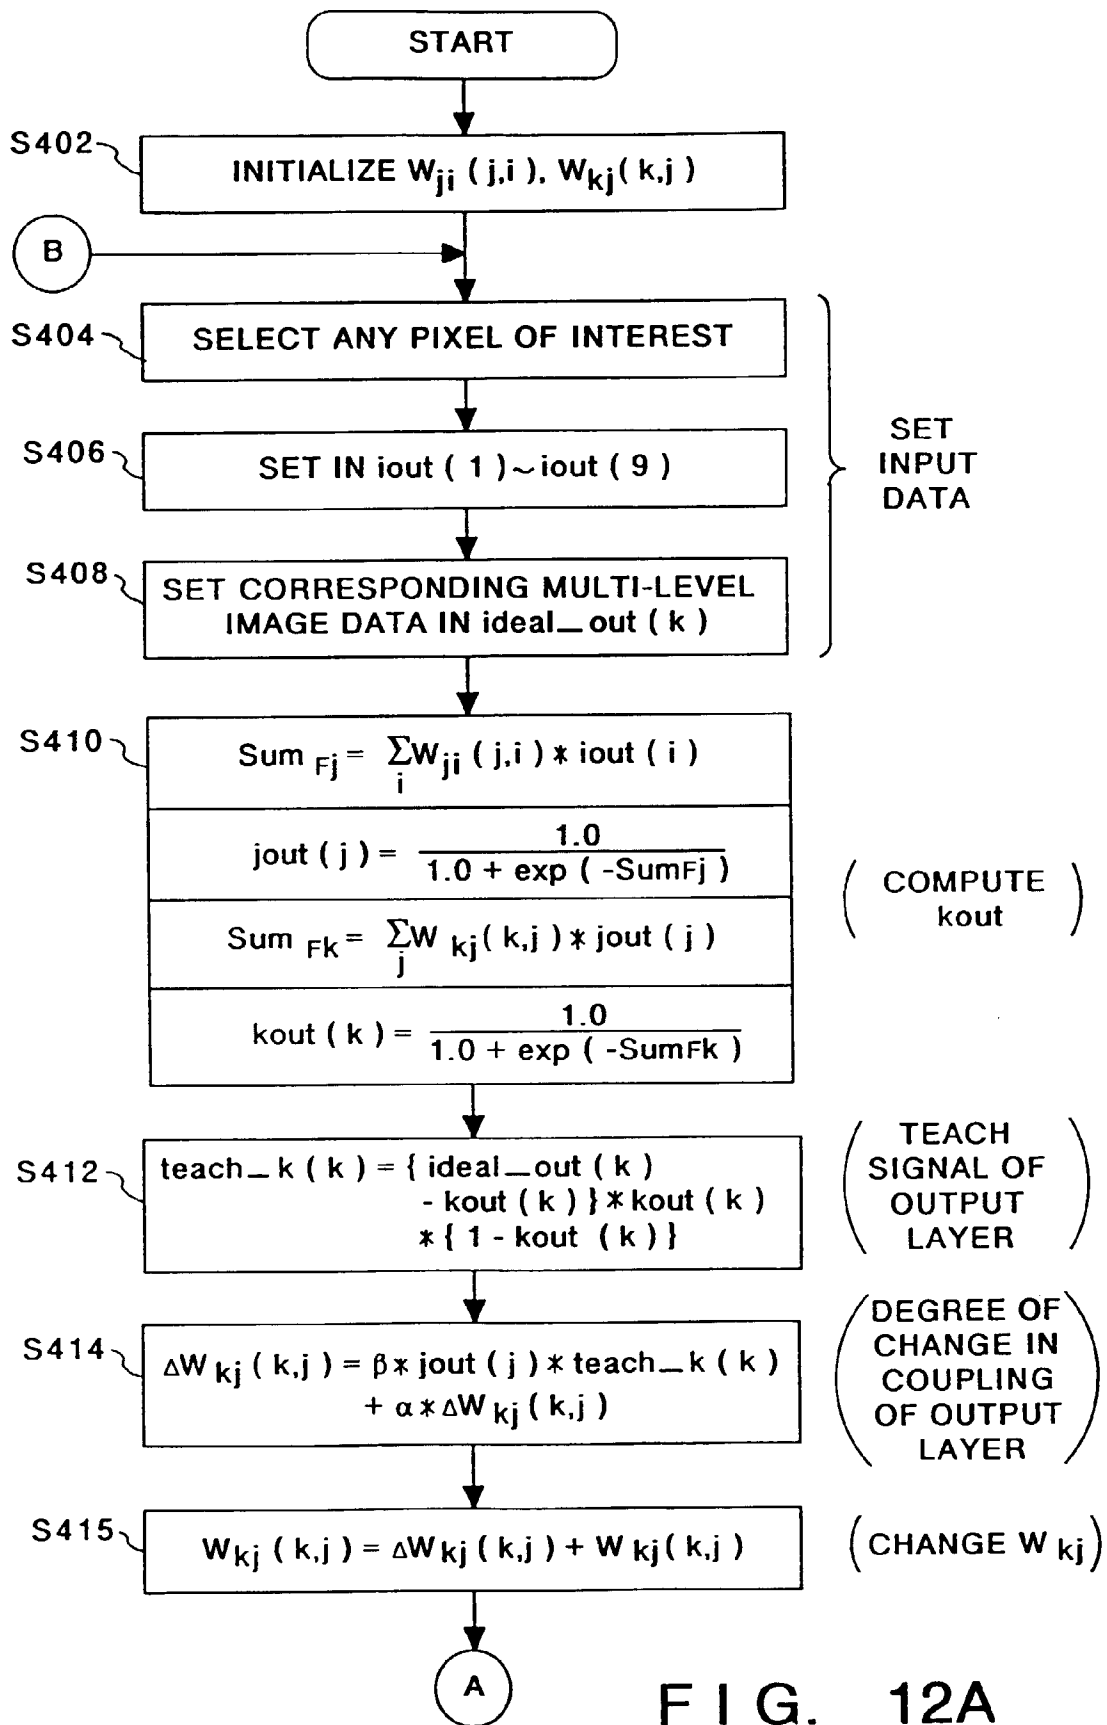 START
S402
INITIALIZE Wji (j,i), Wkj(k,j)
B
S404
SELECT ANY PIXEL OF INTEREST
S406
SET IN iout ( 1 ) ~ iout ( 9 )
S408
SET CORRESPONDING MULTI-LEVEL
IMAGE DATA IN ideal_out ( k )
SET
INPUT
DATA
S410
Sum Fj = Σi Wji ( j,i ) * iout ( i )
jout ( j ) = 1.0 / 1.0 + exp ( -SumFj )
Sum Fk = Σj W kj ( k,j ) * jout ( j )
kout ( k ) = 1.0 / 1.0 + exp ( -SumFk )
( COMPUTE
kout )
S412
teach_k ( k ) = { ideal_out ( k )
- kout ( k ) } * kout ( k )
* { 1 - kout ( k ) }
( TEACH
SIGNAL OF
OUTPUT
LAYER )
S414
ΔW kj ( k,j ) = β * jout ( j ) * teach_k ( k )
+ α * ΔW kj ( k,j )
( DEGREE OF
CHANGE IN
COUPLING
OF OUTPUT
LAYER )
S415
W kj ( k,j ) = ΔW kj ( k,j ) + W kj ( k,j )
( CHANGE W kj )
A
FIG. 12A